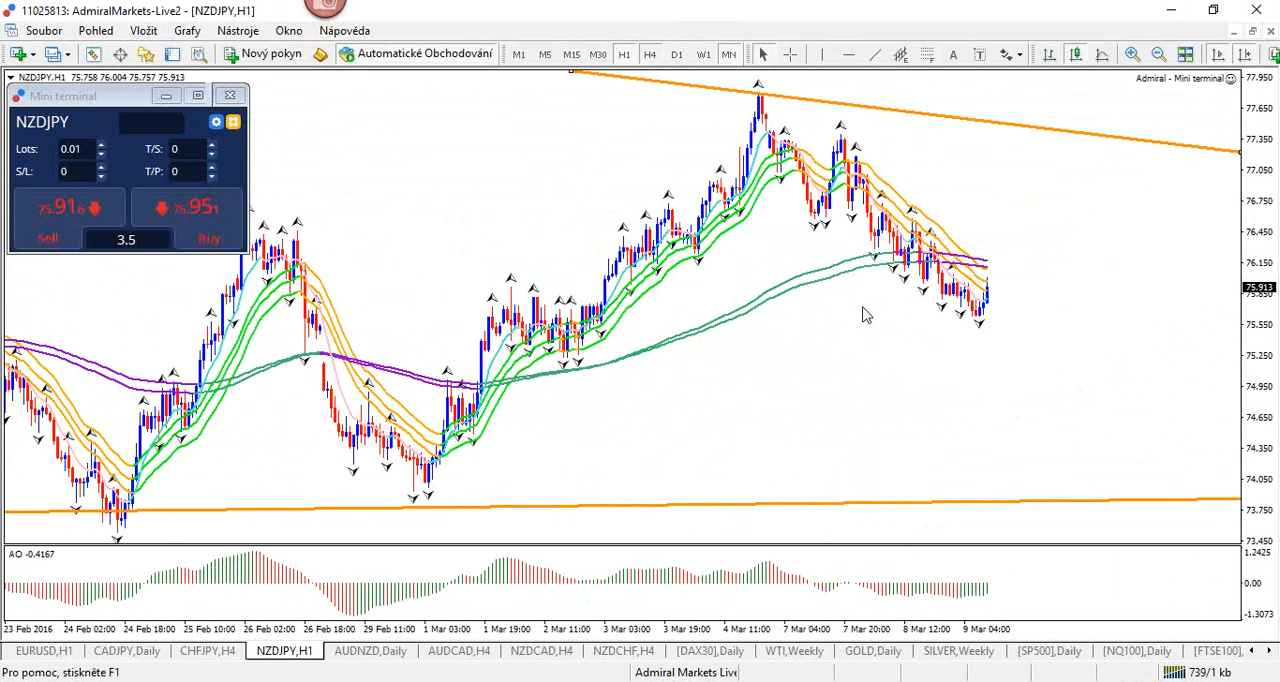 11025813: AdmiralMarkets-Live2 - [NZDJPY,H1]
Soubor Pohled Vložit Grafy Nástroje Okno Nápověda
Nový pokyn Automatické Obchodování M1 M5 M15 M30 H1 H4 D1 W1 MN A T
NZDJPY,H1 75.758 76.004 75.757 75.913
Admiral - Mini terminal
Mini terminal
NZDJPY
Lots: 0.01 T/S: 0
S/L: 0 T/P: 0
75.916 75.951
Sell 3.5 Buy
77.950
77.650
77.350
77.050
76.750
76.450
76.150
75.913
75.850
75.550
75.250
74.950
74.650
74.350
74.050
73.750
73.450
AO -0.4167
1.2425
0.00
-1.3073
23 Feb 2016 24 Feb 02:00 24 Feb 18:00 25 Feb 10:00 26 Feb 02:00 26 Feb 18:00 29 Feb 11:00 1 Mar 03:00 1 Mar 19:00 2 Mar 11:00 3 Mar 03:00 3 Mar 19:00 4 Mar 11:00 7 Mar 04:00 7 Mar 20:00 8 Mar 12:00 9 Mar 04:00
EURUSD,H1 CADJPY,Daily CHFJPY,H4 NZDJPY,H1 AUDNZD,Daily AUDCAD,H4 NZDCAD,H4 NZDCHF,H4 [DAX30],Daily WTI,Weekly GOLD,Daily SILVER,Weekly [SP500],Daily [NQ100],Daily [FTSE100],
Pro pomoc, stiskněte F1 Admiral Markets Live 739/1 kb